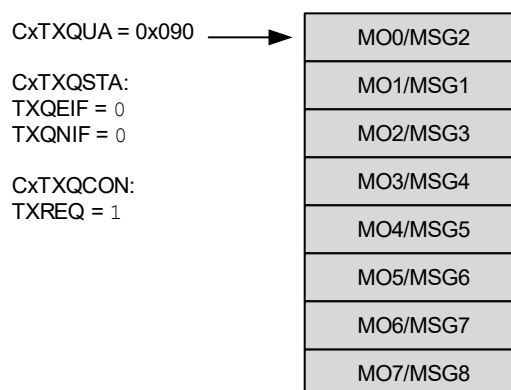 CxTXQUA = 0x090
CxTXQSTA:
TXQEIF = 0
TXQNIF = 0
CxTXQCON:
TXREQ = 1
MO0/MSG2
MO1/MSG1
MO2/MSG3
MO3/MSG4
MO4/MSG5
MO5/MSG6
MO6/MSG7
MO7/MSG8